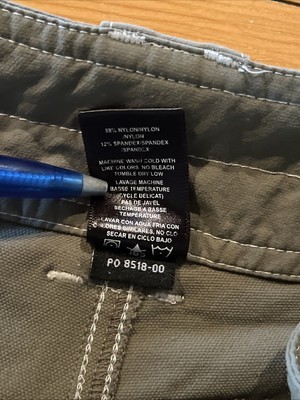 88% NYLON/NYLON
/NYLON
12% SPANDEX/SPANDEX
/SPANDEX
MACHINE WASH COLD WITH
LIKE COLORS, NO BLEACH
TUMBLE DRY LOW
LAVAGE MACHINE
BASSE TEMPERATURE
(CYCLE DELICAT)
PAS DE JAVEL
SECHAGE A BASSE
TEMPERATURE
LAVAR CON AGUA FRIA CON
COLORES SIMILARES, NO CL
SECAR EN CICLO BAJO
PO 8518-00